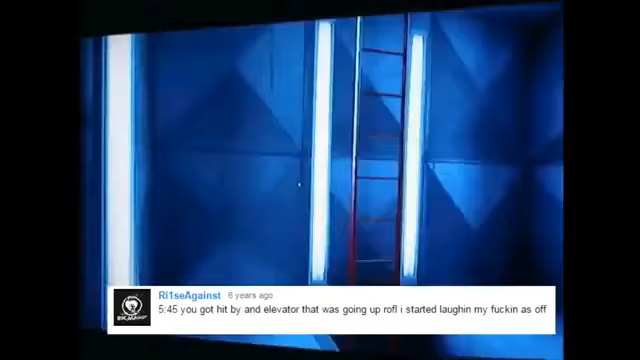 Ri1seAgainst 6 years ago
5:45 you got hit by and elevator that was going up rofl i started laughin my fuckin as off